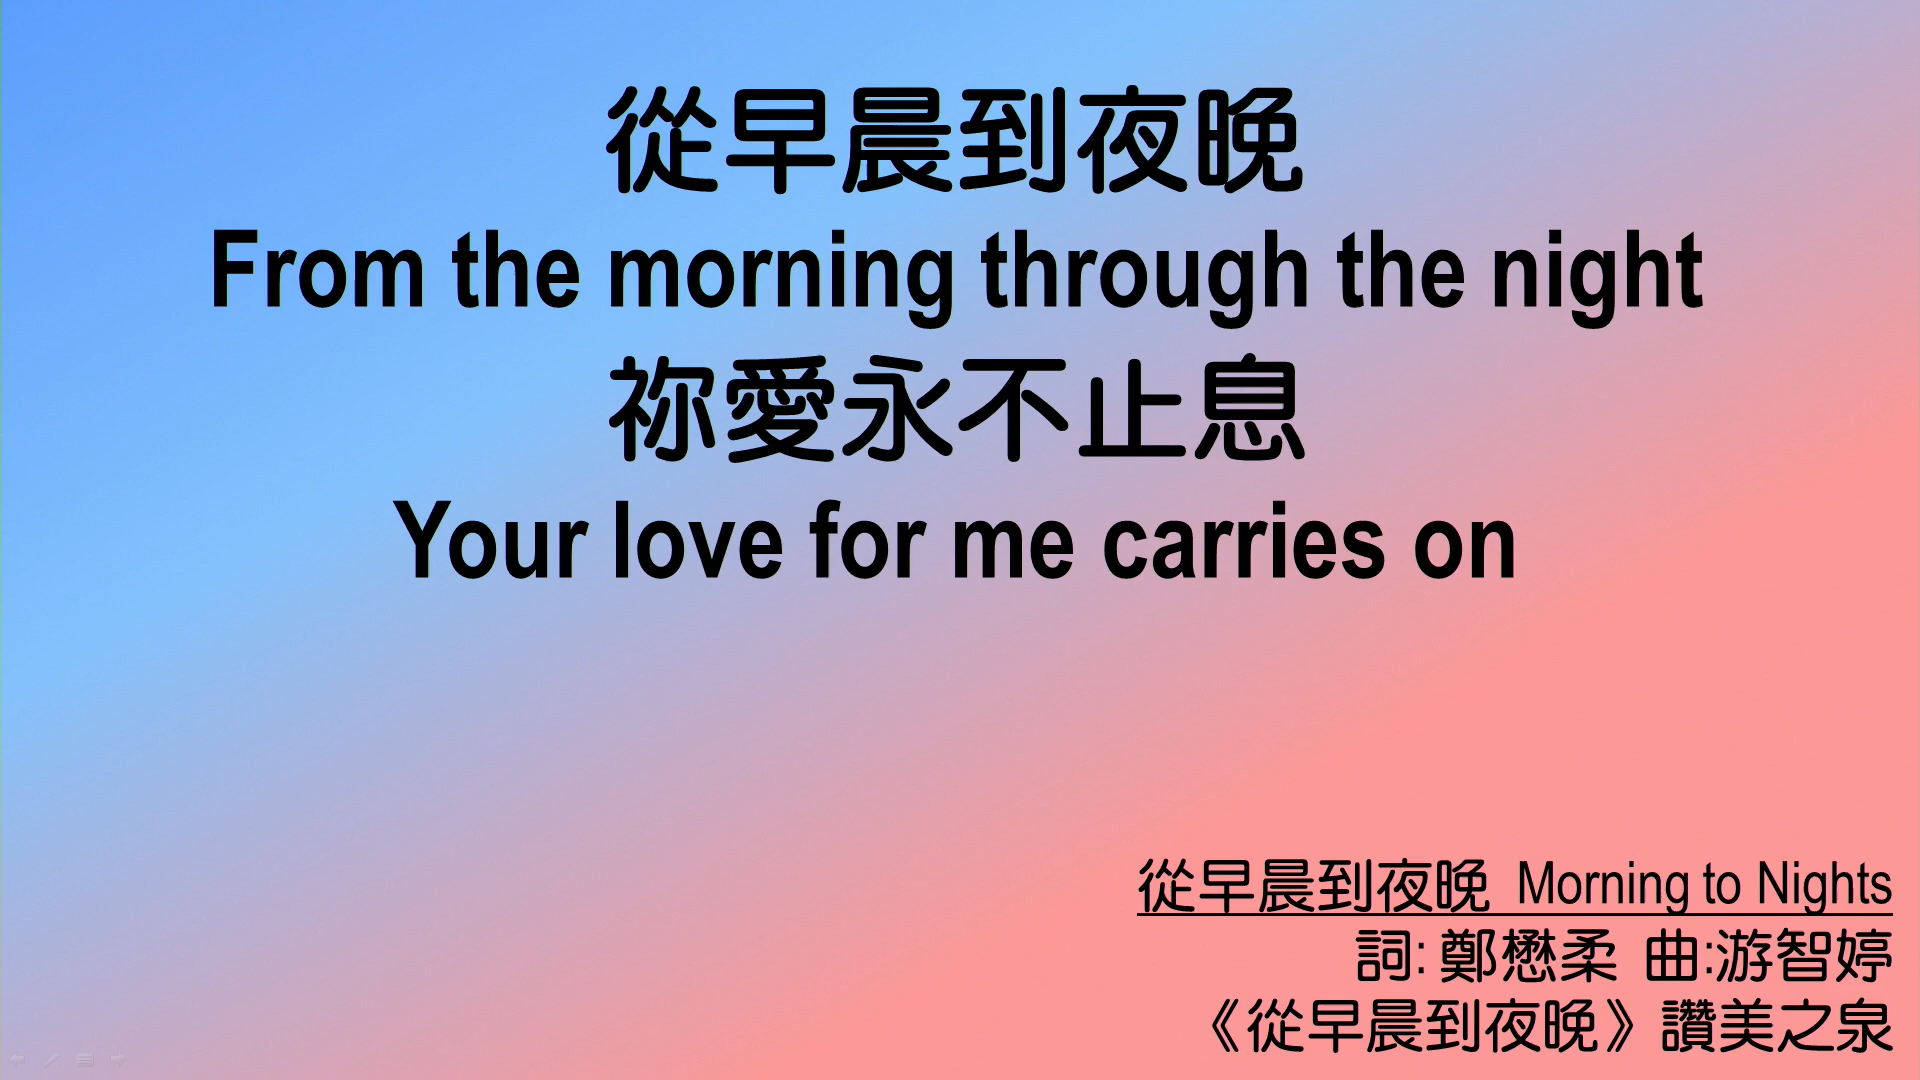 從早晨到夜晚
From the morning through the night
祢愛永不止息
Your love for me carries on
從早晨到夜晚 Morning to Nights
詞: 鄭懋柔 曲:游智婷
《從早晨到夜晚》讚美之泉